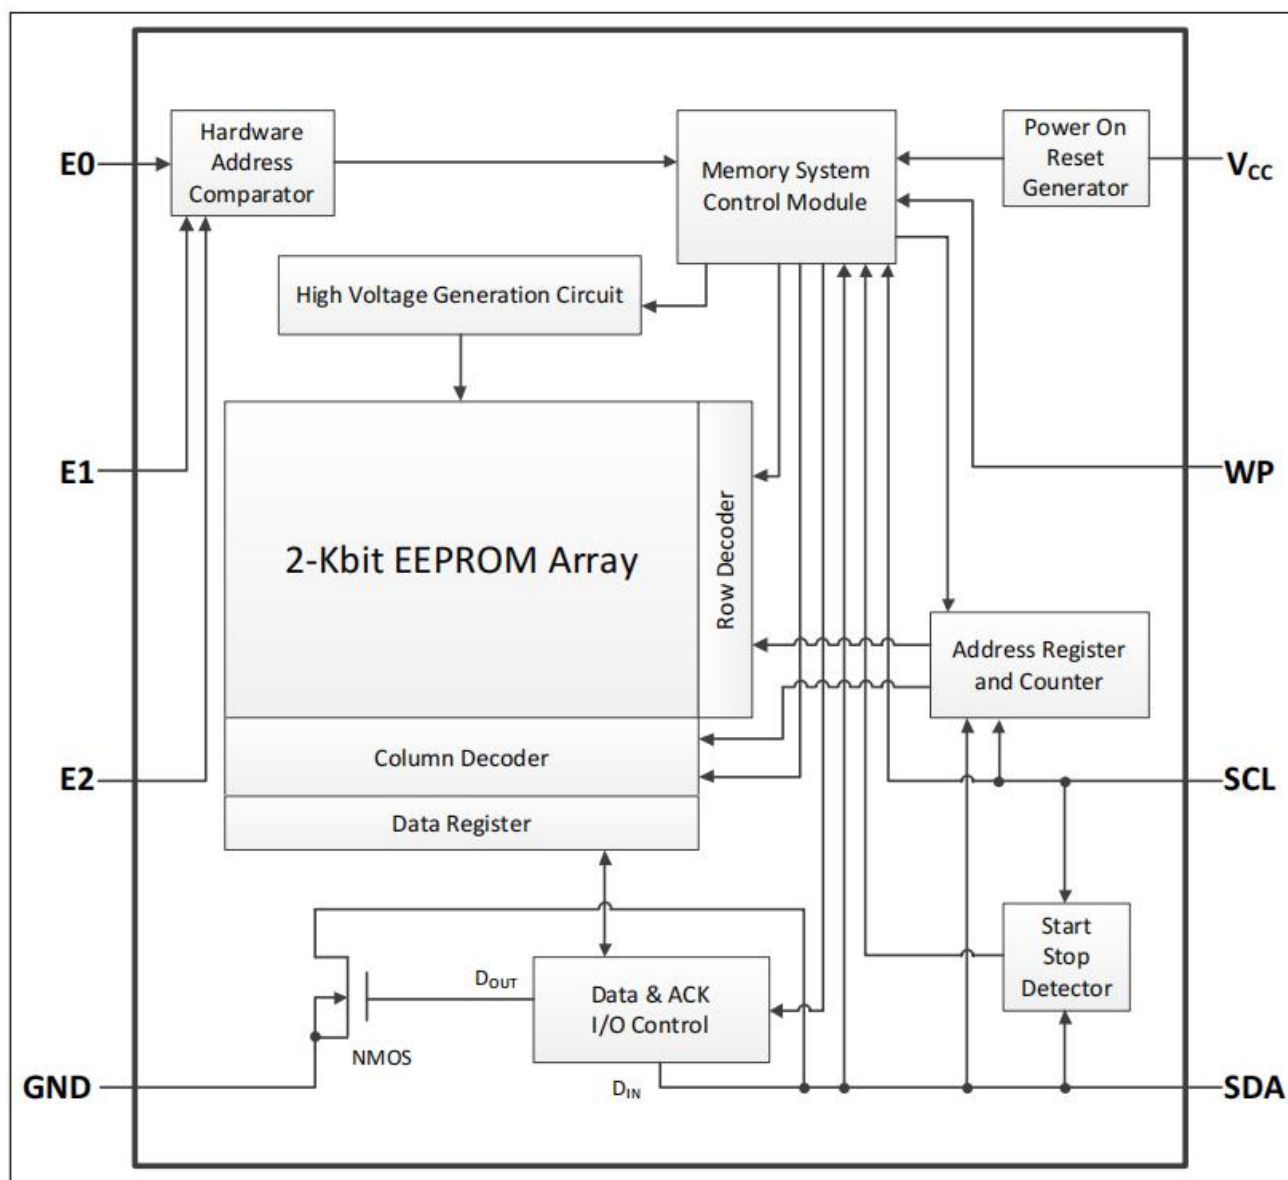 Hardware
Address
Comparator
Memory System
Control Module
Power On
Reset
Generator
E0
VCC
High Voltage Generation Circuit
E1
WP
2-Kbit EEPROM Array
Row Decoder
Address Register
and Counter
Column Decoder
E2
SCL
Data Register
Start
Stop
Detector
DOUT
Data & ACK
I/O Control
NMOS
GND
DIN
SDA